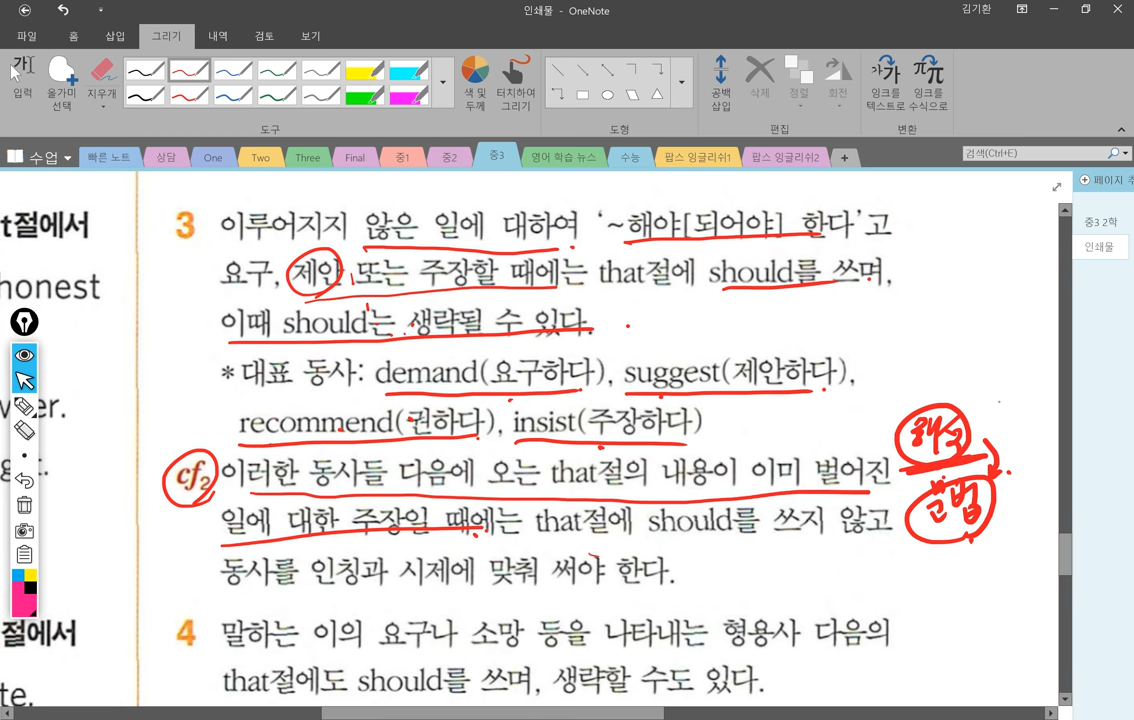 인쇄물 - OneNote
김기환
파일 홈 삽입 그리기 내역 검토 보기
가
입력
올가미 선택
지우개
색 및 두께
터치하여 그리기
공백 삽입
삭제
정렬
회전
잉크를 텍스트로
잉크를 수식으로
도구 도형 편집 변환
수업 빠른 노트 상담 One Two Three Final 중1 중2 중3 영어 학습 뉴스 수능 팝스 잉글리쉬1 팝스 잉글리쉬2
검색(Ctrl+E)
페이지
중3 2학
인쇄물
t절에서
honest
절에서
te.
3 이루어지지 않은 일에 대하여 ‘~해야[되어야] 한다’고
요구, 제안 또는 주장할 때에는 that절에 should를 쓰며,
이때 should는 생략될 수 있다.
* 대표 동사: demand(요구하다), suggest(제안하다),
recommend(권하다), insist(주장하다)
cf2 이러한 동사들 다음에 오는 that절의 내용이 이미 벌어진
일에 대한 주장일 때에는 that절에 should를 쓰지 않고
동사를 인칭과 시제에 맞춰 써야 한다.
해석
문법
4 말하는 이의 요구나 소망 등을 나타내는 형용사 다음의
that절에도 should를 쓰며, 생략할 수도 있다.